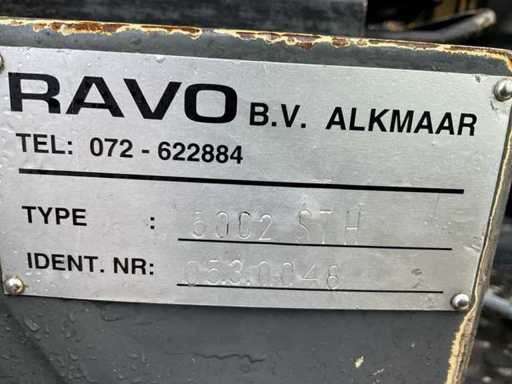 RAVO B.V. ALKMAAR
TEL: 072 - 622884
TYPE : 5002 STH
IDENT. NR: 0530048